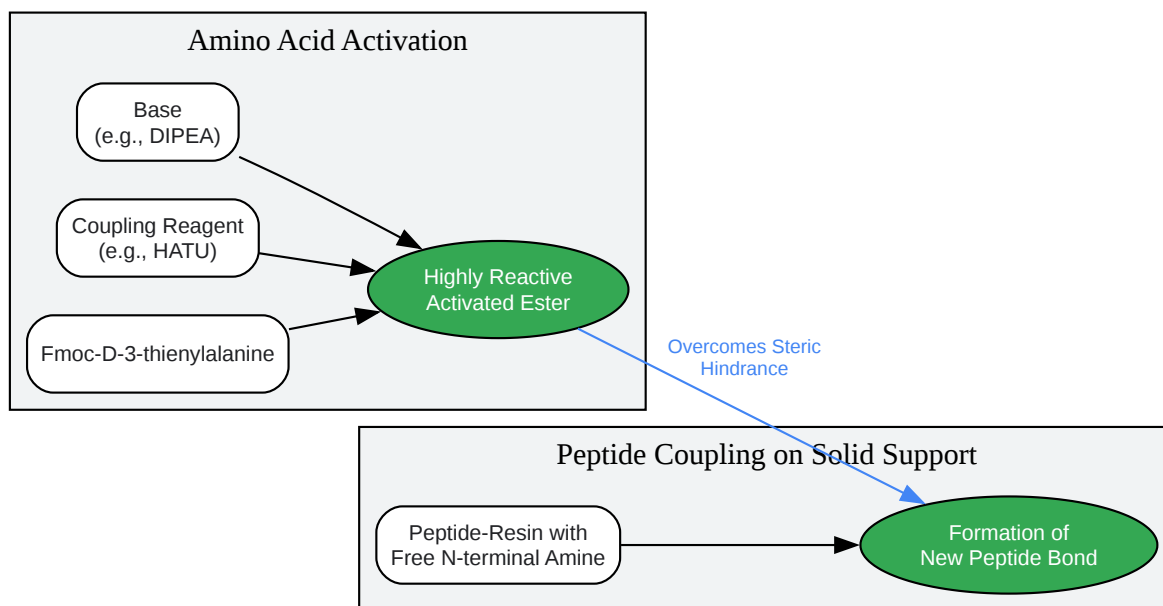 Amino Acid Activation
Base
(e.g., DIPEA)
Coupling Reagent
(e.g., HATU)
Highly Reactive
Activated Ester
Fmoc-D-3-thienylalanine
Overcomes Steric
Hindrance
Peptide Coupling on Solid Support
Peptide-Resin with
Free N-terminal Amine
Formation of
New Peptide Bond